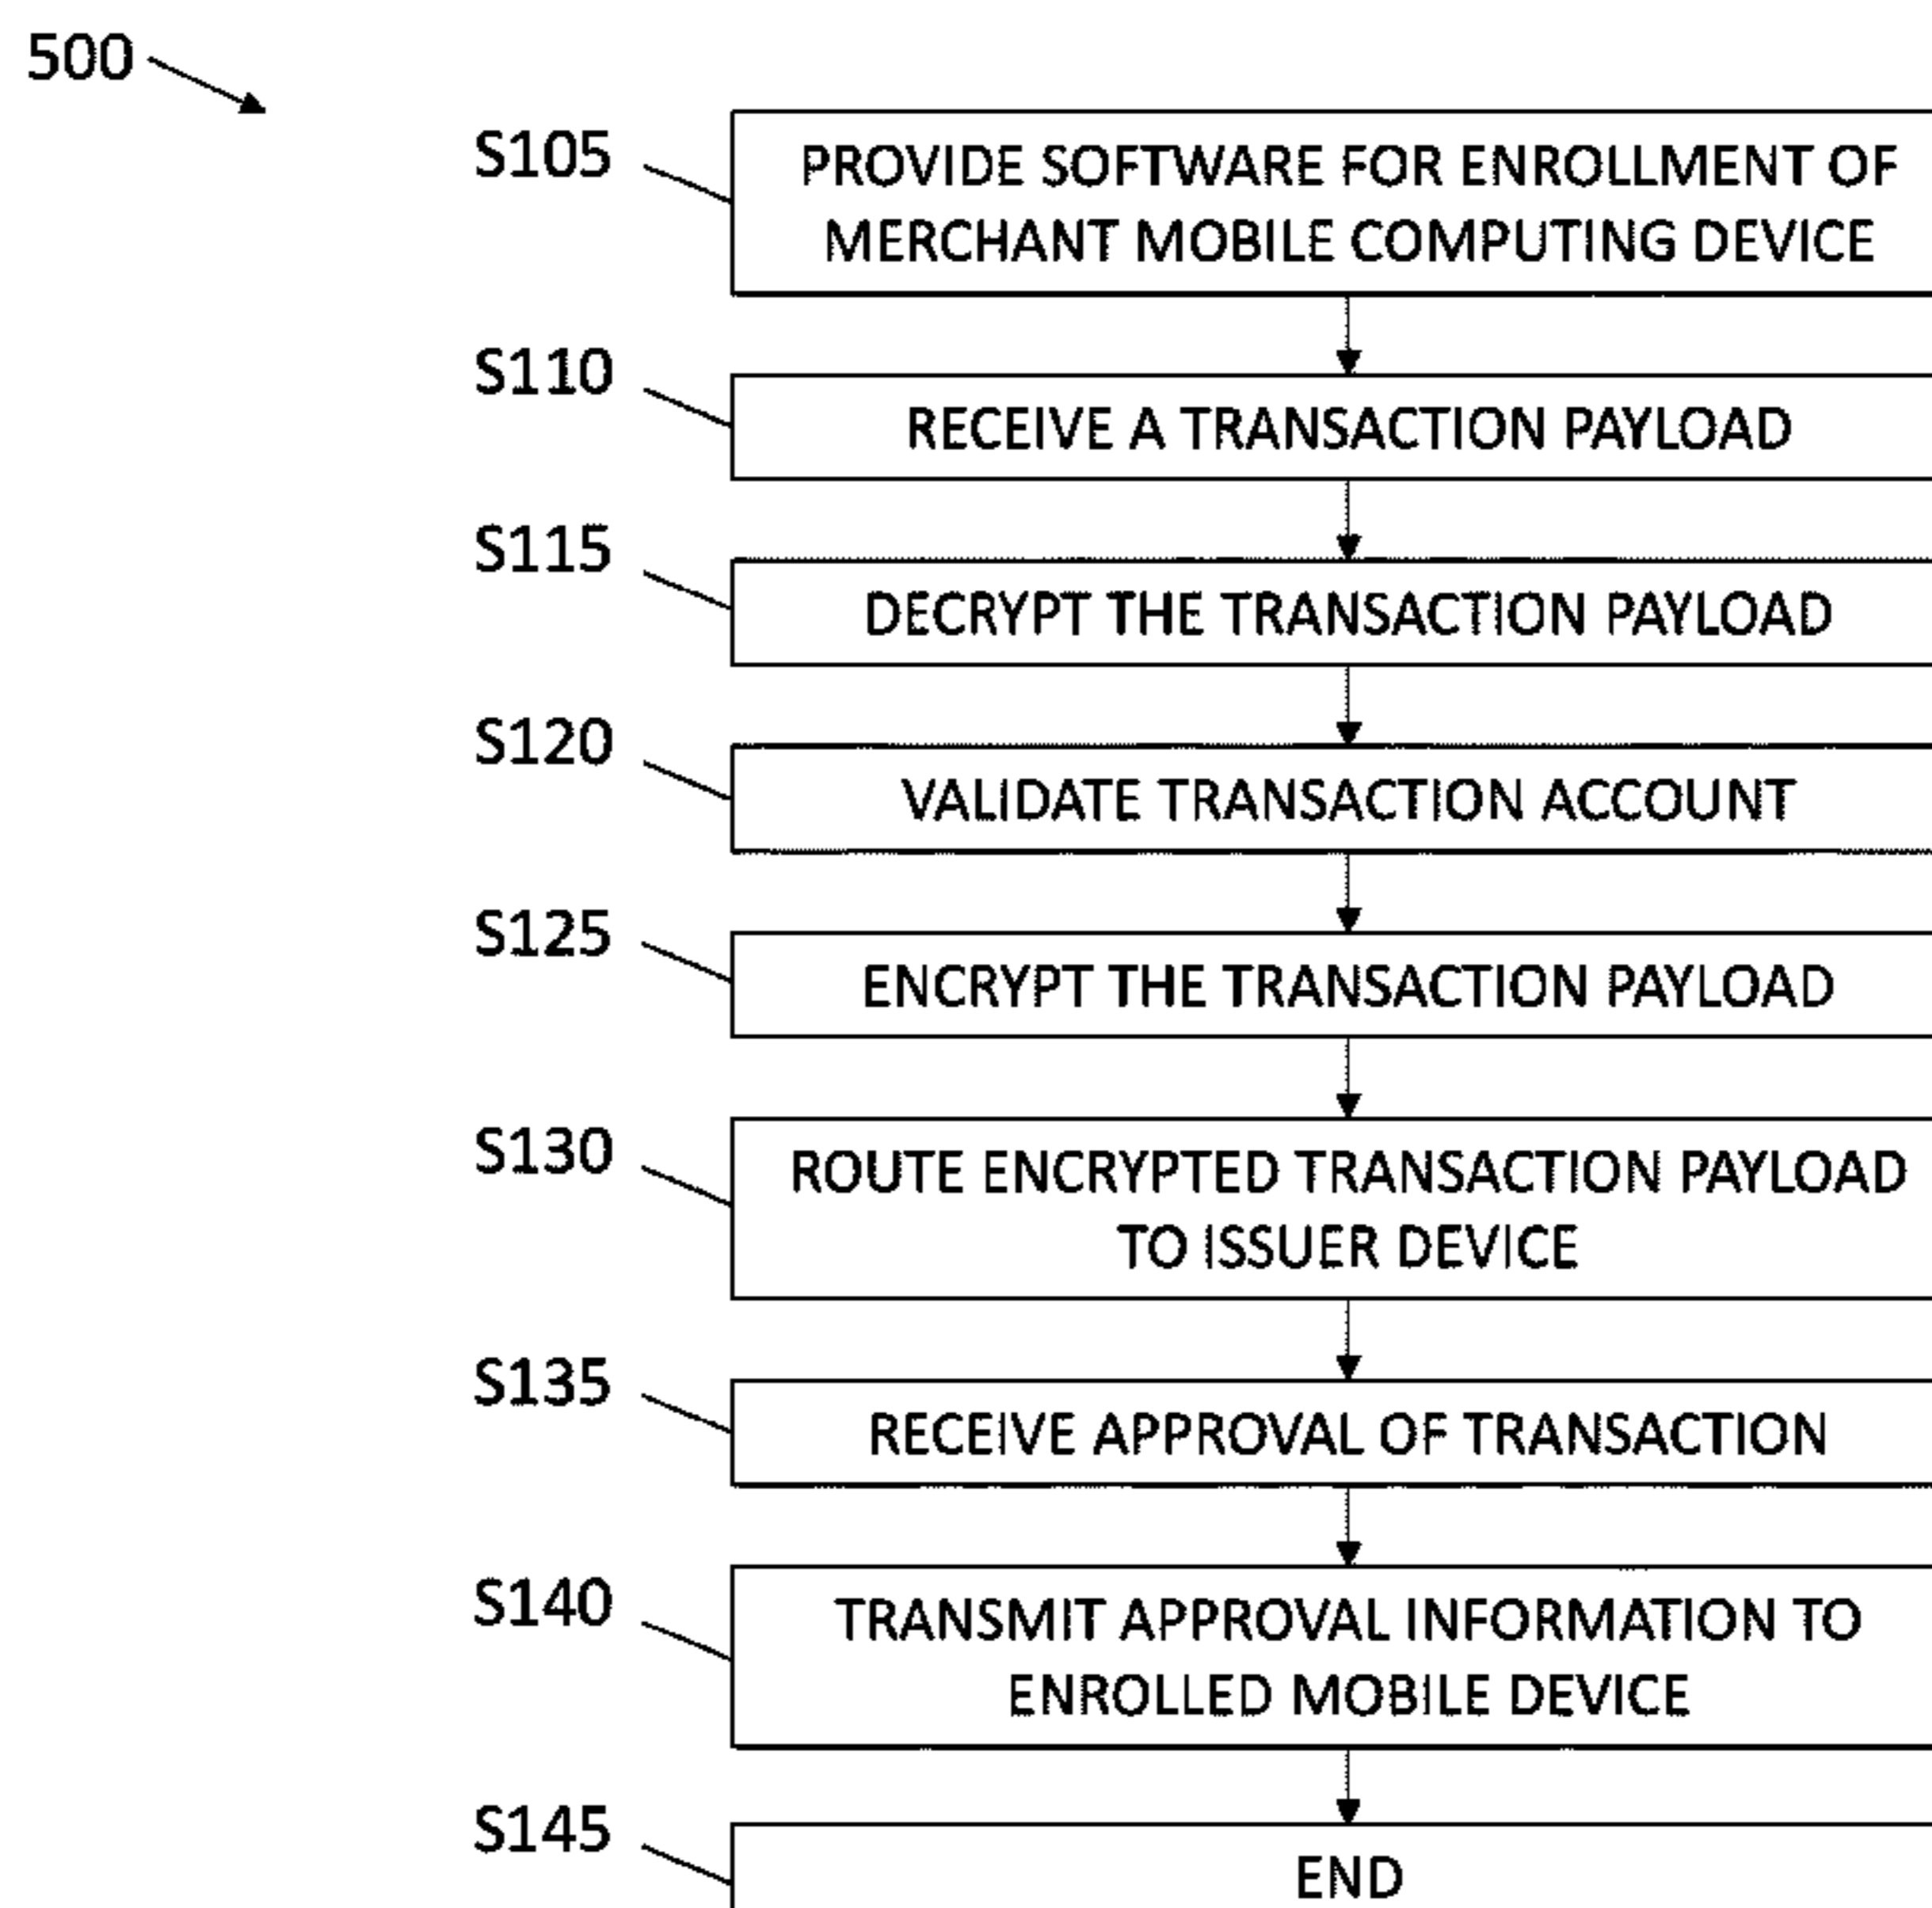 500
S105
PROVIDE SOFTWARE FOR ENROLLMENT OF
MERCHANT MOBILE COMPUTING DEVICE
S110
RECEIVE A TRANSACTION PAYLOAD
S115
DECRYPT THE TRANSACTION PAYLOAD
S120
VALIDATE TRANSACTION ACCOUNT
S125
ENCRYPT THE TRANSACTION PAYLOAD
S130
ROUTE ENCRYPTED TRANSACTION PAYLOAD
TO ISSUER DEVICE
S135
RECEIVE APPROVAL OF TRANSACTION
S140
TRANSMIT APPROVAL INFORMATION TO
ENROLLED MOBILE DEVICE
S145
END